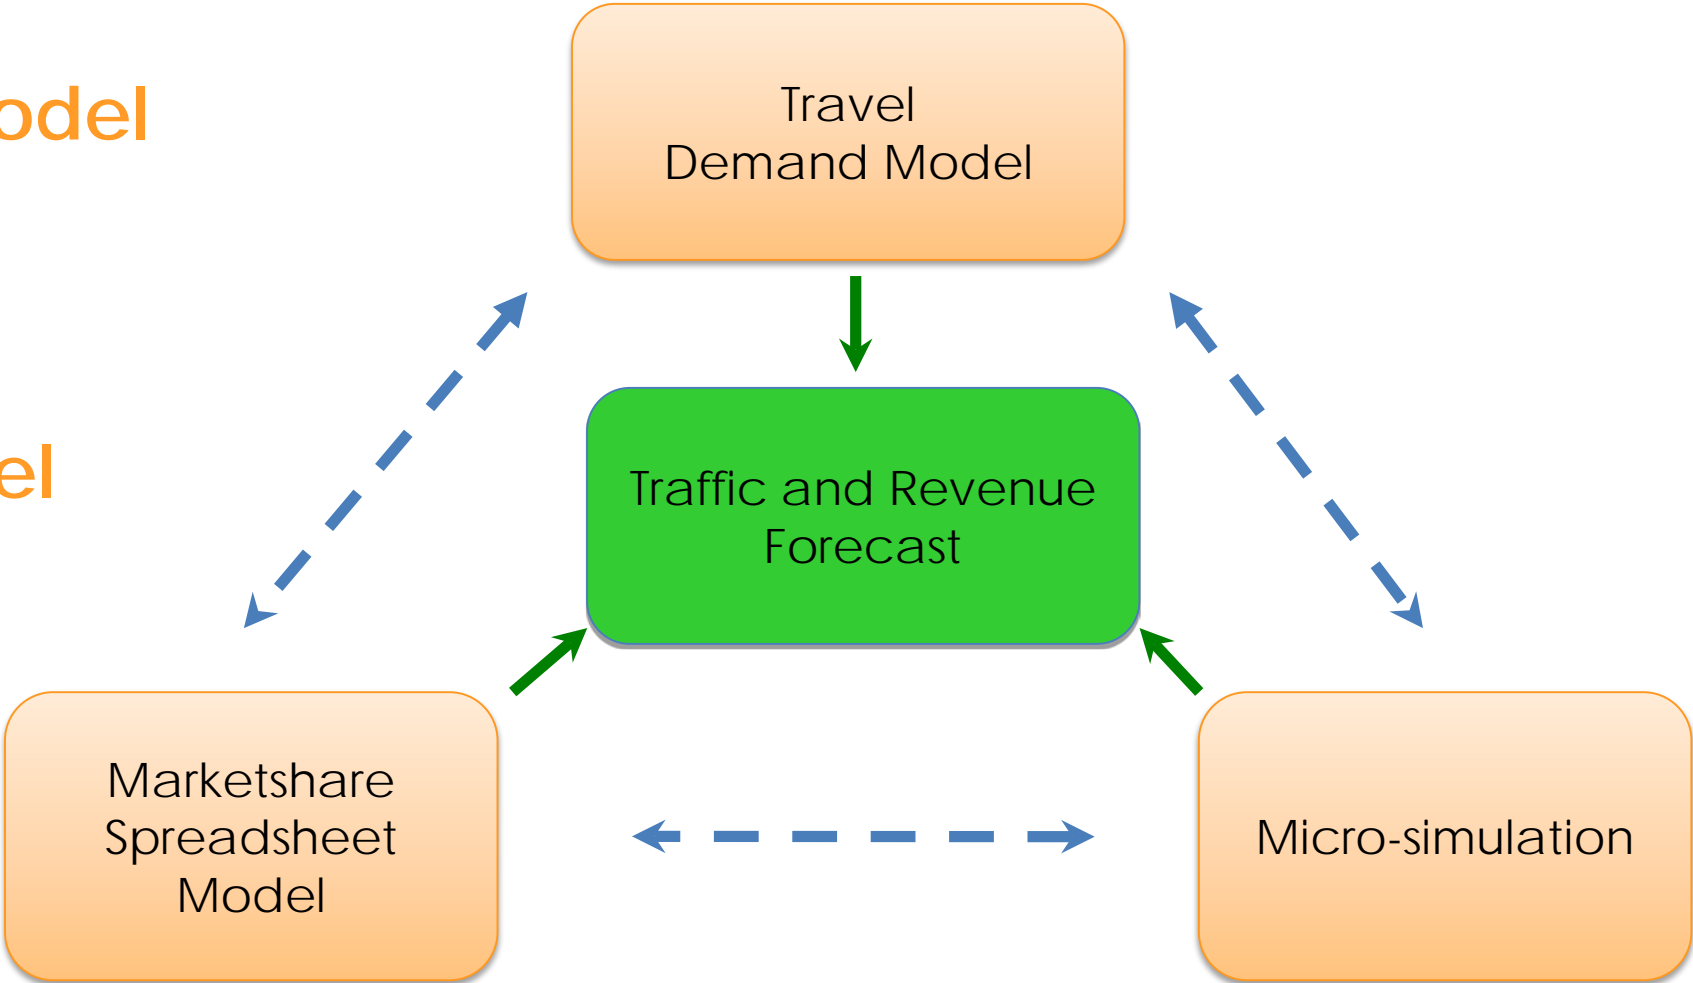 odel
Travel
Demand Model
el
Traffic and Revenue
Forecast
Marketshare
Spreadsheet
Model
Micro-simulation